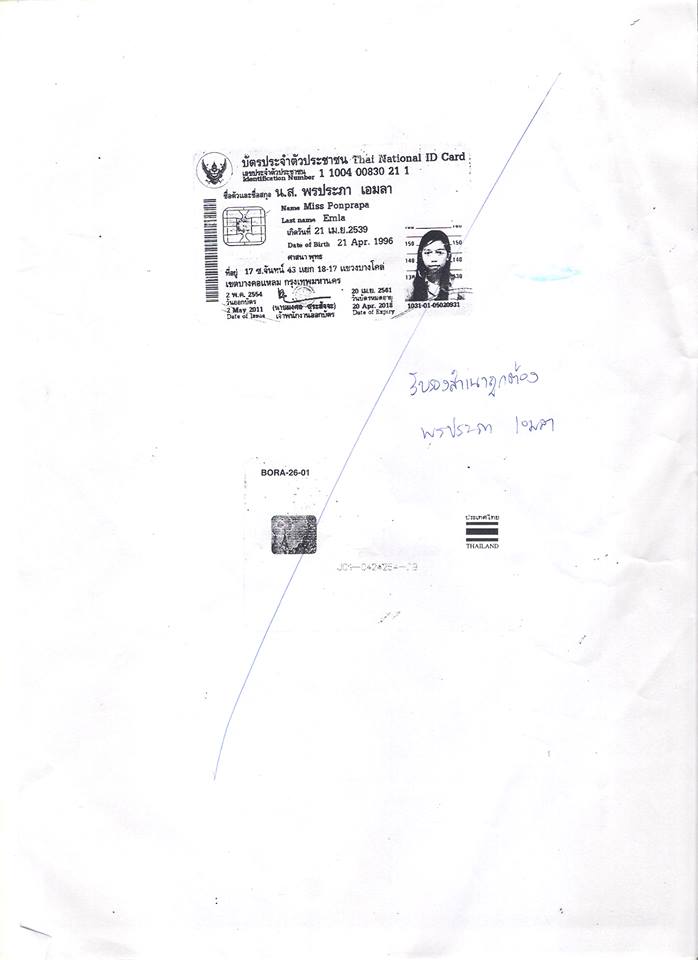 บัตรประจำตัวประชาชน Thai National ID Card
เลขประจำตัวประชาชน
Identification Number 1 1004 00830 21 1
ชื่อตัวและชื่อสกุล น.ส. พรประภา เอมลา
Name Miss Ponprapa
Last name Emla
เกิดวันที่ 21 เม.ย.2539
Date of Birth 21 Apr. 1996
ศาสนา พุทธ
ที่อยู่ 17 ซ.จันทน์ 43 แยก 18-17 แขวงบางโคล่
เขตบางคอแหลม กรุงเทพมหานคร
2 พ.ค. 2554
วันออกบัตร
2 May 2011
Date of Issue
เจ้าพนักงานออกบัตร
20 เม.ย. 2561
วันบัตรหมดอายุ
20 Apr. 2018
Date of Expiry
150 150
140 140
1031-01-05020931
รับรองสำเนาถูกต้อง
พรประภา เอมลา
BORA-26-01
ประเทศไทย
THAILAND